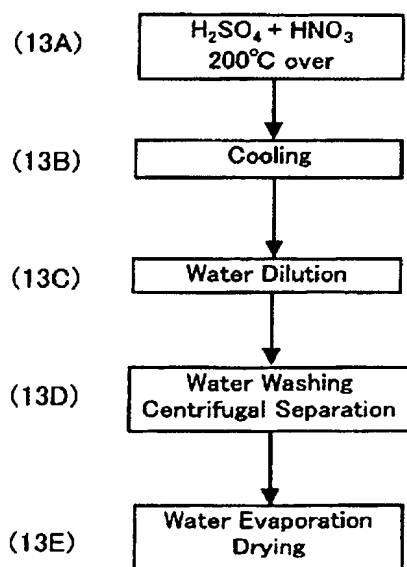 (13A)
H₂SO₄ + HNO₃
200°C over
(13B)
Cooling
(13C)
Water Dilution
(13D)
Water Washing
Centrifugal Separation
(13E)
Water Evaporation
Drying